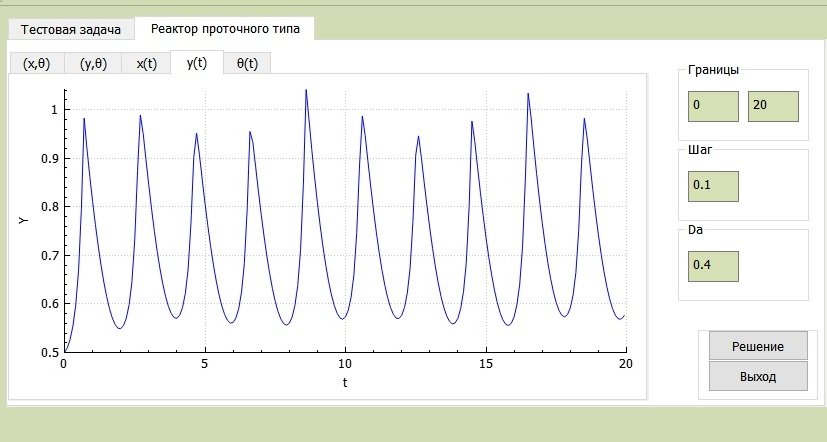 Тестовая задача Реактор проточного типа
(x,θ) (y,θ) x(t) y(t) θ(t)
Границы
0 20
Шаг
0.1
Da
0.4
Решение
Выход
1
0.9
0.8
0.7
0.6
0.5
Y
0 5 10 15 20
t